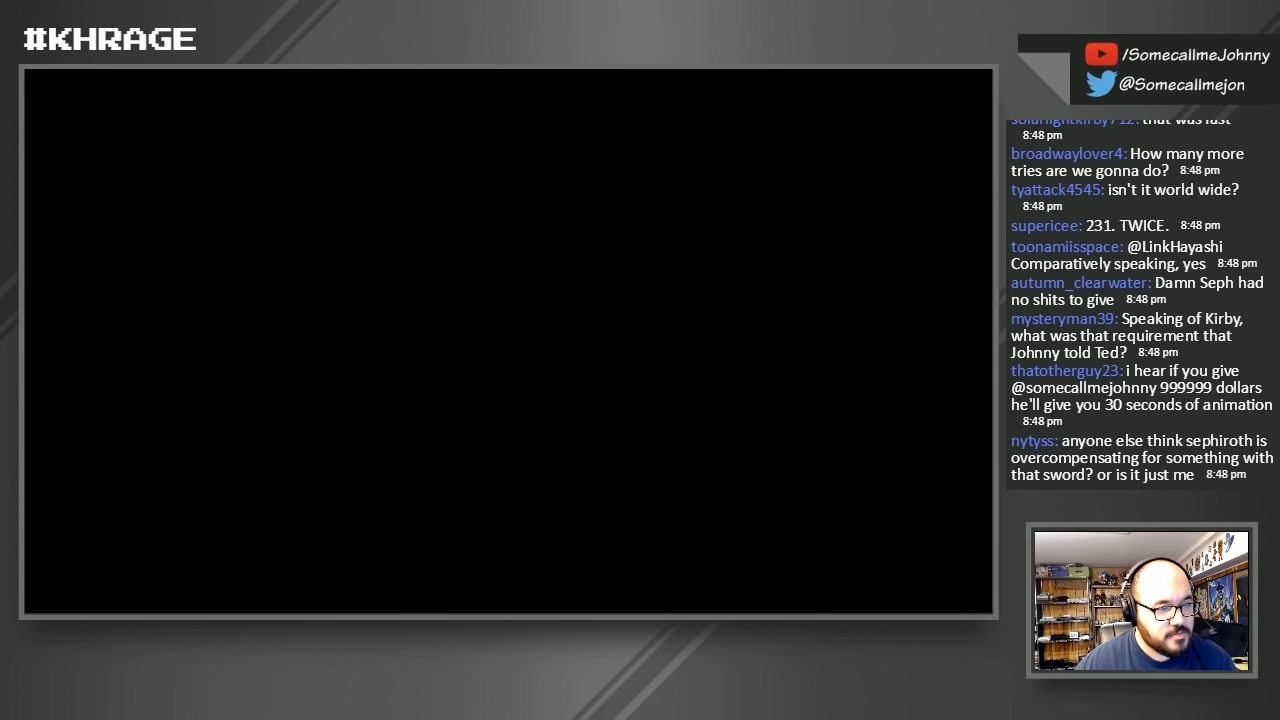 #KHRAGE
/SomecallmeJohnny
@Somecallmejon
solarlightkirby712: that was fast
8:48 pm
broadwaylover4: How many more
tries are we gonna do? 8:48 pm
tyattack4545: isn't it world wide?
8:48 pm
supericee: 231. TWICE. 8:48 pm
toonamiisspace: @LinkHayashi
Comparatively speaking, yes 8:48 pm
autumn_clearwater: Damn Seph had
no shits to give 8:48 pm
mysteryman39: Speaking of Kirby,
what was that requirement that
Johnny told Ted? 8:48 pm
thatotherguy23: i hear if you give
@somecallmejohnny 999999 dollars
he'll give you 30 seconds of animation
8:48 pm
nytyss: anyone else think sephiroth is
overcompensating for something with
that sword? or is it just me 8:48 pm